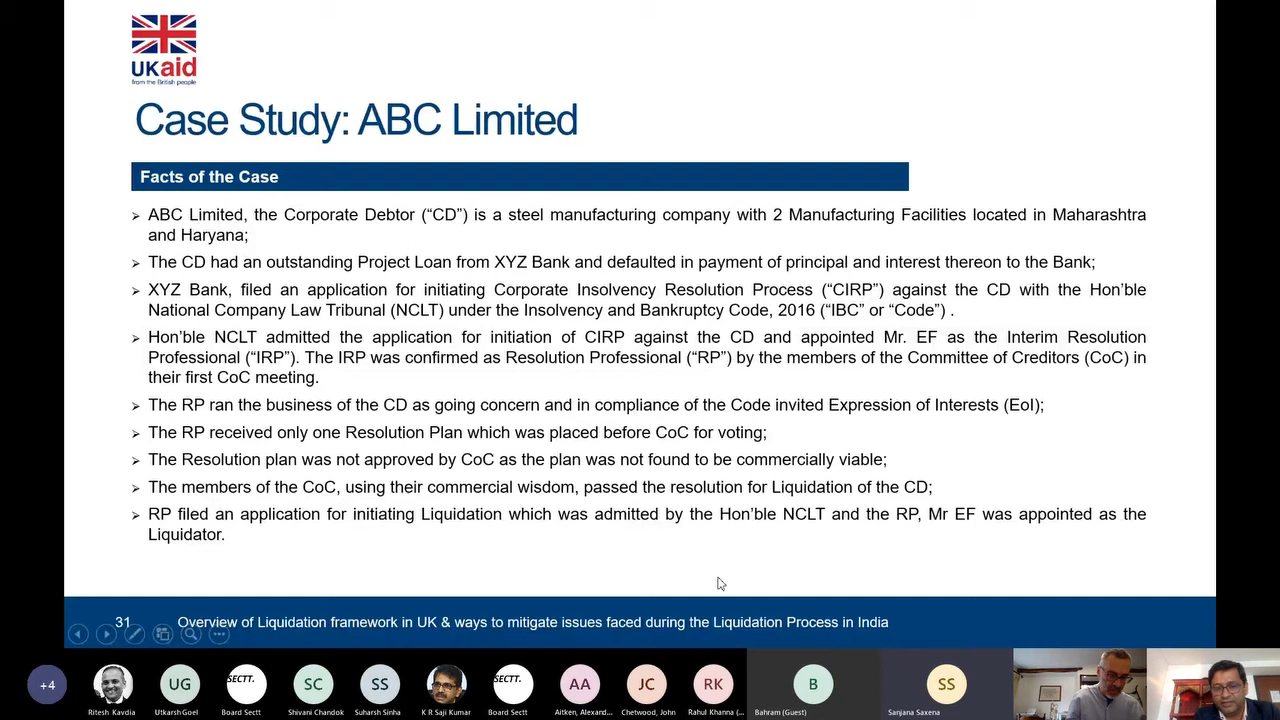 UKaid
from the British people
Case Study: ABC Limited
Facts of the Case
➢ ABC Limited, the Corporate Debtor (“CD”) is a steel manufacturing company with 2 Manufacturing Facilities located in Maharashtra
and Haryana;
➢ The CD had an outstanding Project Loan from XYZ Bank and defaulted in payment of principal and interest thereon to the Bank;
➢ XYZ Bank, filed an application for initiating Corporate Insolvency Resolution Process (“CIRP”) against the CD with the Hon’ble
National Company Law Tribunal (NCLT) under the Insolvency and Bankruptcy Code, 2016 (“IBC” or “Code”) .
➢ Hon’ble NCLT admitted the application for initiation of CIRP against the CD and appointed Mr. EF as the Interim Resolution
Professional (“IRP”). The IRP was confirmed as Resolution Professional (“RP”) by the members of the Committee of Creditors (CoC) in
their first CoC meeting.
➢ The RP ran the business of the CD as going concern and in compliance of the Code invited Expression of Interests (EoI);
➢ The RP received only one Resolution Plan which was placed before CoC for voting;
➢ The Resolution plan was not approved by CoC as the plan was not found to be commercially viable;
➢ The members of the CoC, using their commercial wisdom, passed the resolution for Liquidation of the CD;
➢ RP filed an application for initiating Liquidation which was admitted by the Hon’ble NCLT and the RP, Mr EF was appointed as the
Liquidator.
31 Overview of Liquidation framework in UK & ways to mitigate issues faced during the Liquidation Process in India
+4 UG SECTT. SC SS SECTT. AA JC RK B SS
Ritesh Kavdia Utkarsh Goel Board Sectt Shivani Chandok Suharsh Sinha K R Saji Kumar Board Sectt Aitken, Alexand... Chetwood, John Rahul Khanna (... Bahram (Guest) Sanjana Saxena